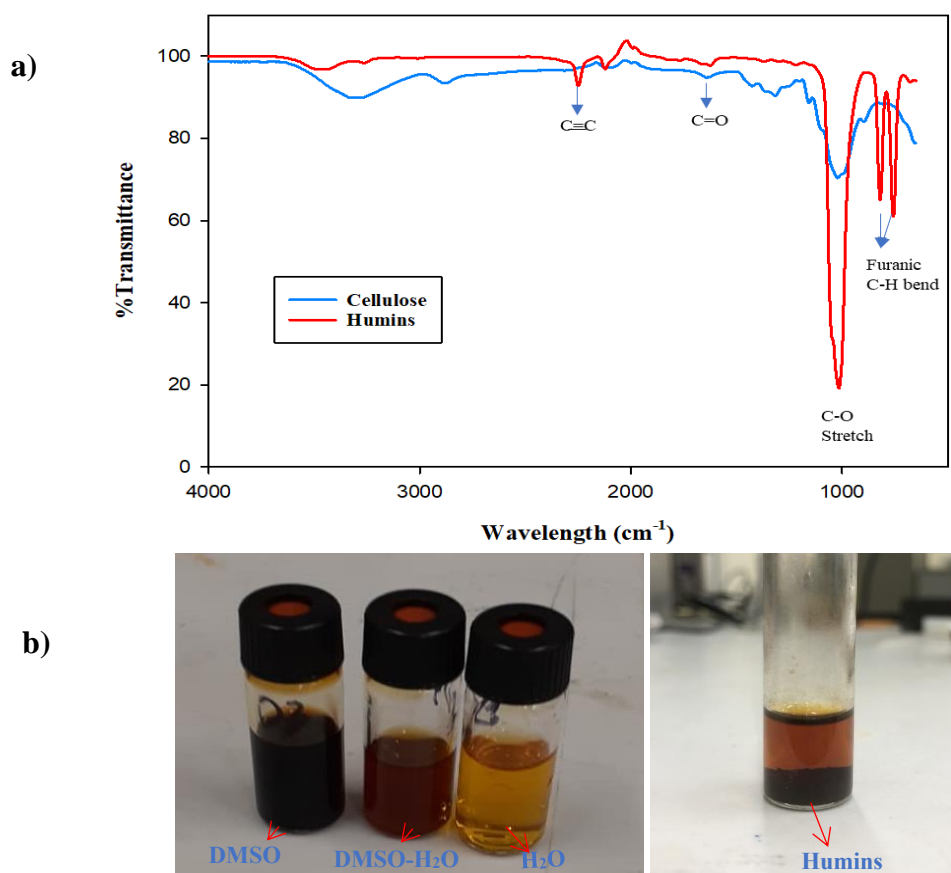 a)
100
80
60
40
20
0
%Transmittance
4000
3000
2000
1000
Wavelength (cm⁻¹)
C≡C
C=O
Furanic
C-H bend
C-O
Stretch
Cellulose
Humins
b)
DMSO
DMSO-H₂O
H₂O
Humins